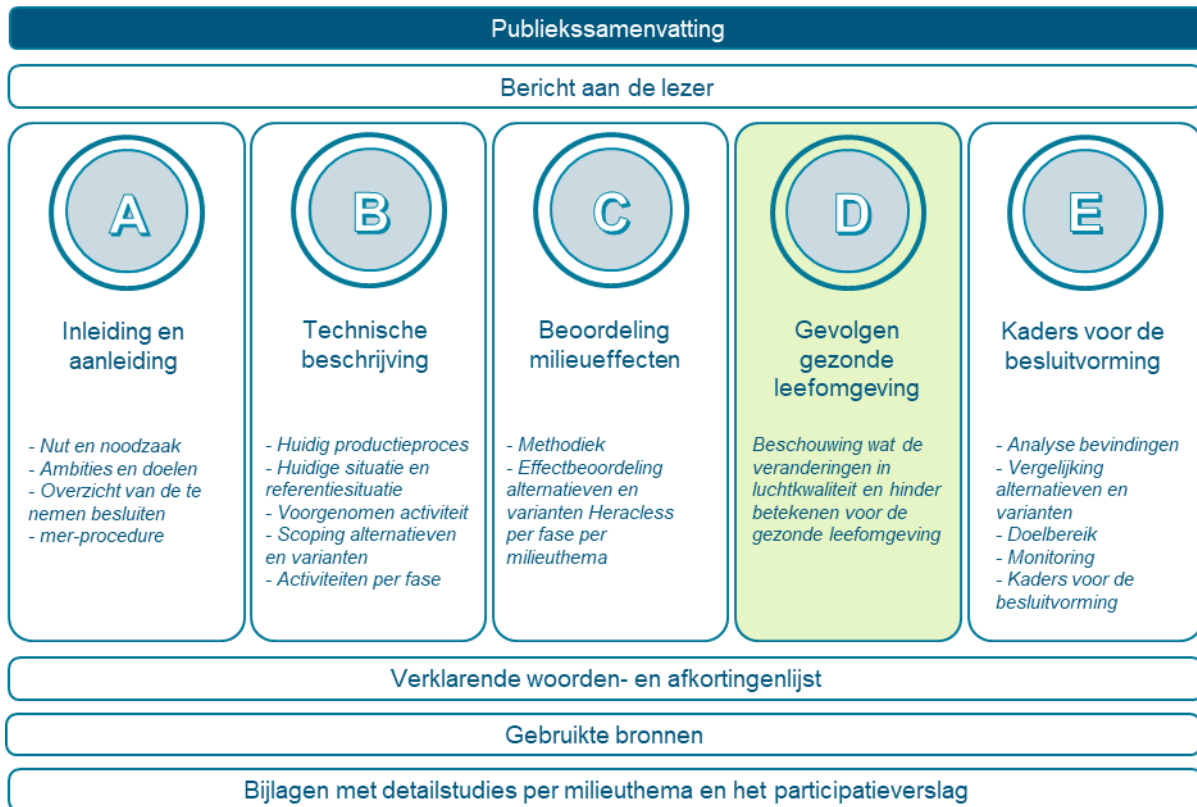 Publiekssamenvatting
Bericht aan de lezer
A
Inleiding en
aanleiding
- Nut en noodzaak
- Ambities en doelen
- Overzicht van de te
nemen besluiten
- mer-procedure
B
Technische
beschrijving
- Huidig productieproces
- Huidige situatie en
referentiesituatie
- Voorgenomen activiteit
- Scoping alternatieven
en varianten
- Activiteiten per fase
C
Beoordeling
milieueffecten
- Methodiek
- Effectbeoordeling
alternatieven en
varianten Heracless
per fase per
milieuthema
D
Gevolgen
gezonde
leefomgeving
Beschouwing wat de
veranderingen in
luchtkwaliteit en hinder
betekenen voor de
gezonde leefomgeving
E
Kaders voor de
besluitvorming
- Analyse bevindingen
- Vergelijking
alternatieven en
varianten
- Doelbereik
- Monitoring
- Kaders voor de
besluitvorming
Verklarende woorden- en afkortingenlijst
Gebruikte bronnen
Bijlagen met detailstudies per milieuthema en het participatieverslag